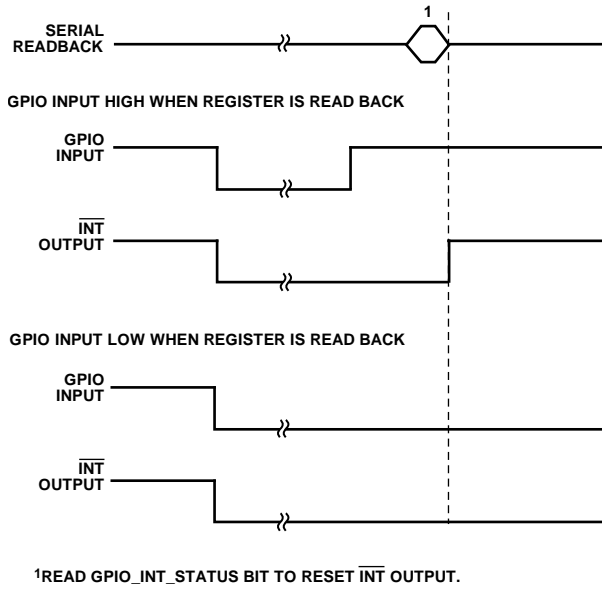 1
SERIAL
READBACK
GPIO INPUT HIGH WHEN REGISTER IS READ BACK
GPIO
INPUT
INT
OUTPUT
GPIO INPUT LOW WHEN REGISTER IS READ BACK
GPIO
INPUT
INT
OUTPUT
1READ GPIO_INT_STATUS BIT TO RESET INT OUTPUT.